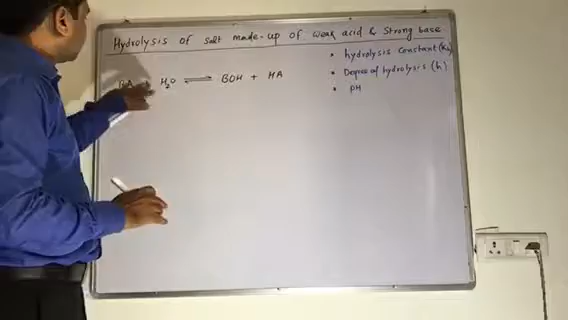 Hydrolysis of salt made-up of weak acid & strong base
• hydrolysis constant (Kh)
• Degree of hydrolysis (h)
• pH
BA + H₂O ⇌ BOH + HA